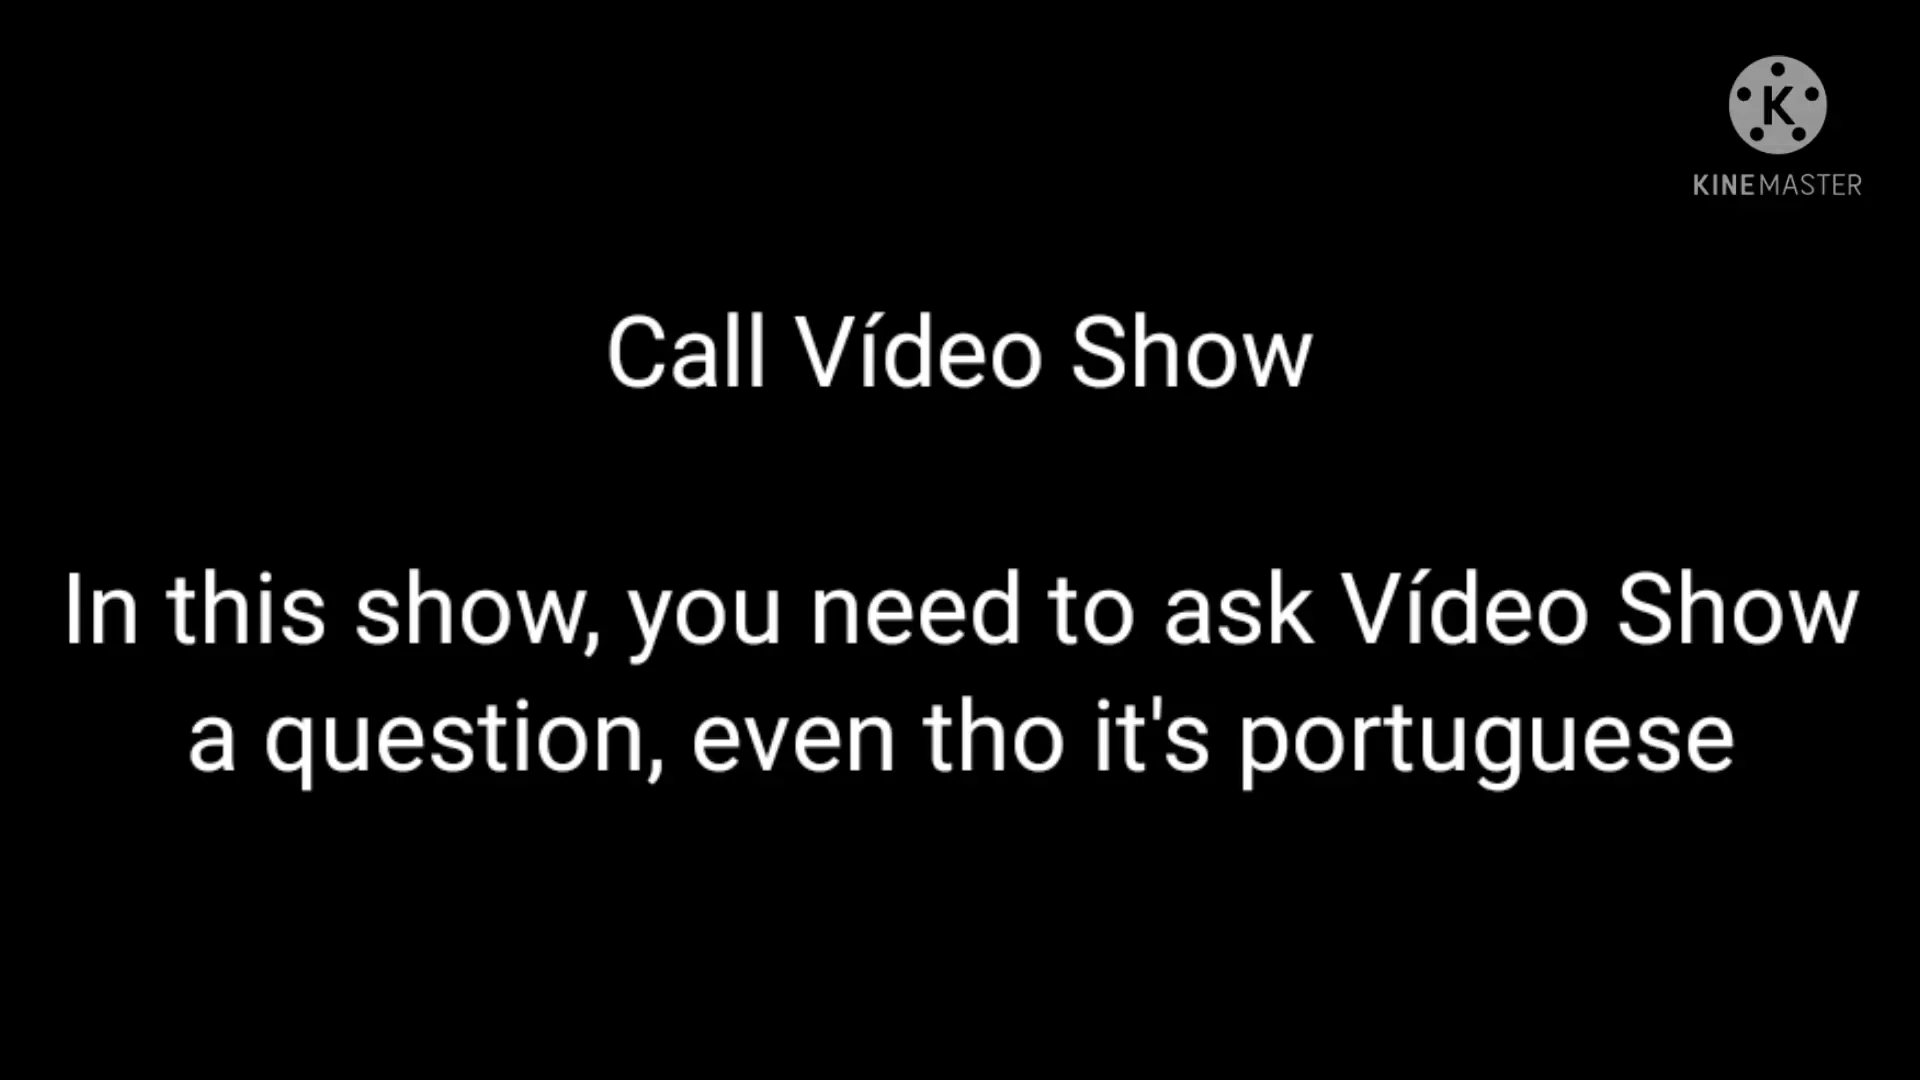 K
KINEMASTER
Call Vídeo Show
In this show, you need to ask Vídeo Show
a question, even tho it's portuguese